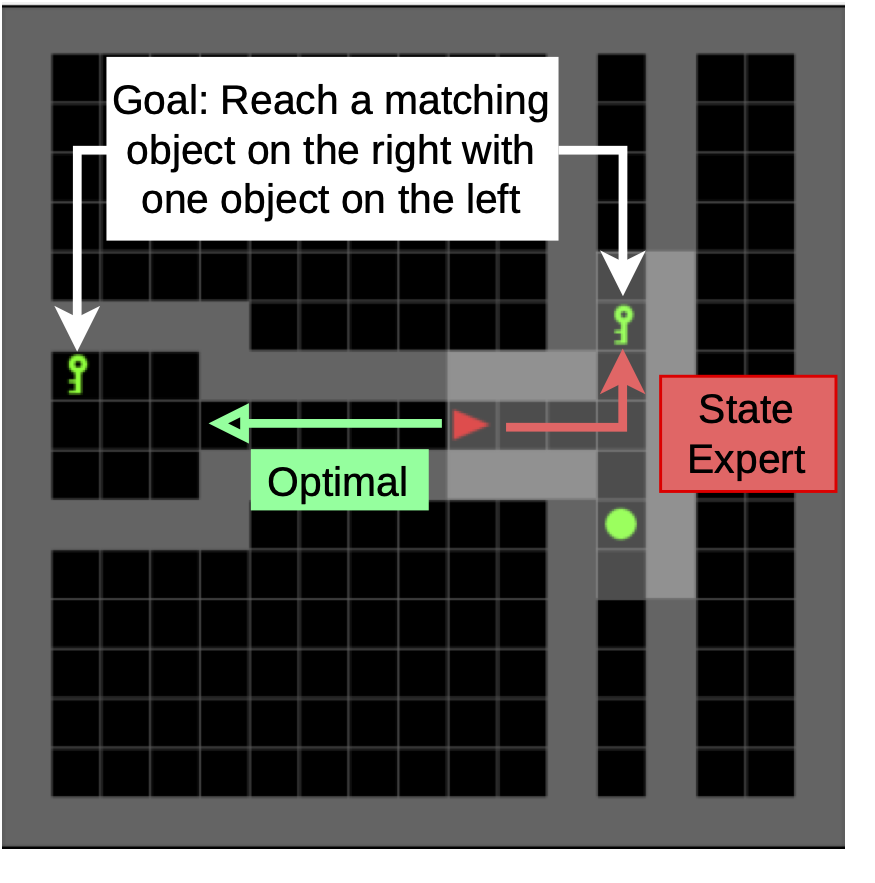 Goal: Reach a matching
object on the right with
one object on the left
State
Expert
Optimal